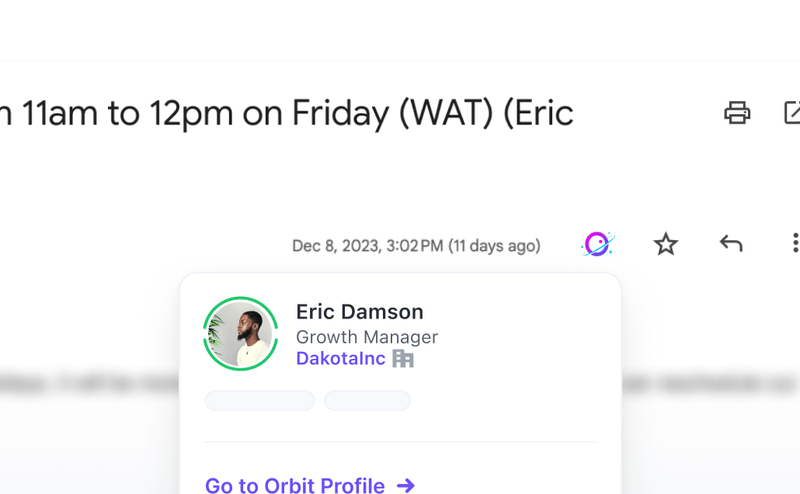 11am to 12pm on Friday (WAT) (Eric
Dec 8, 2023, 3:02 PM (11 days ago)
Eric Damson
Growth Manager
DakotaInc
Go to Orbit Profile →